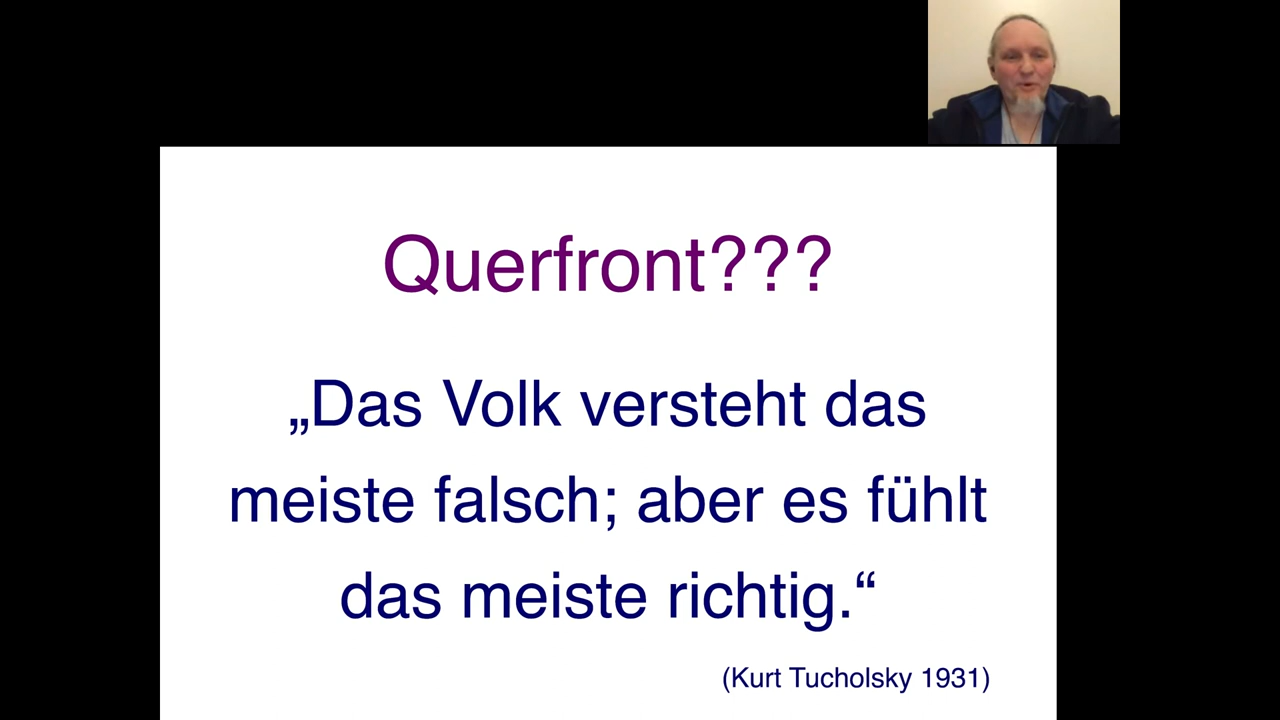 Querfront???
„Das Volk versteht das
meiste falsch; aber es fühlt
das meiste richtig.“
(Kurt Tucholsky 1931)